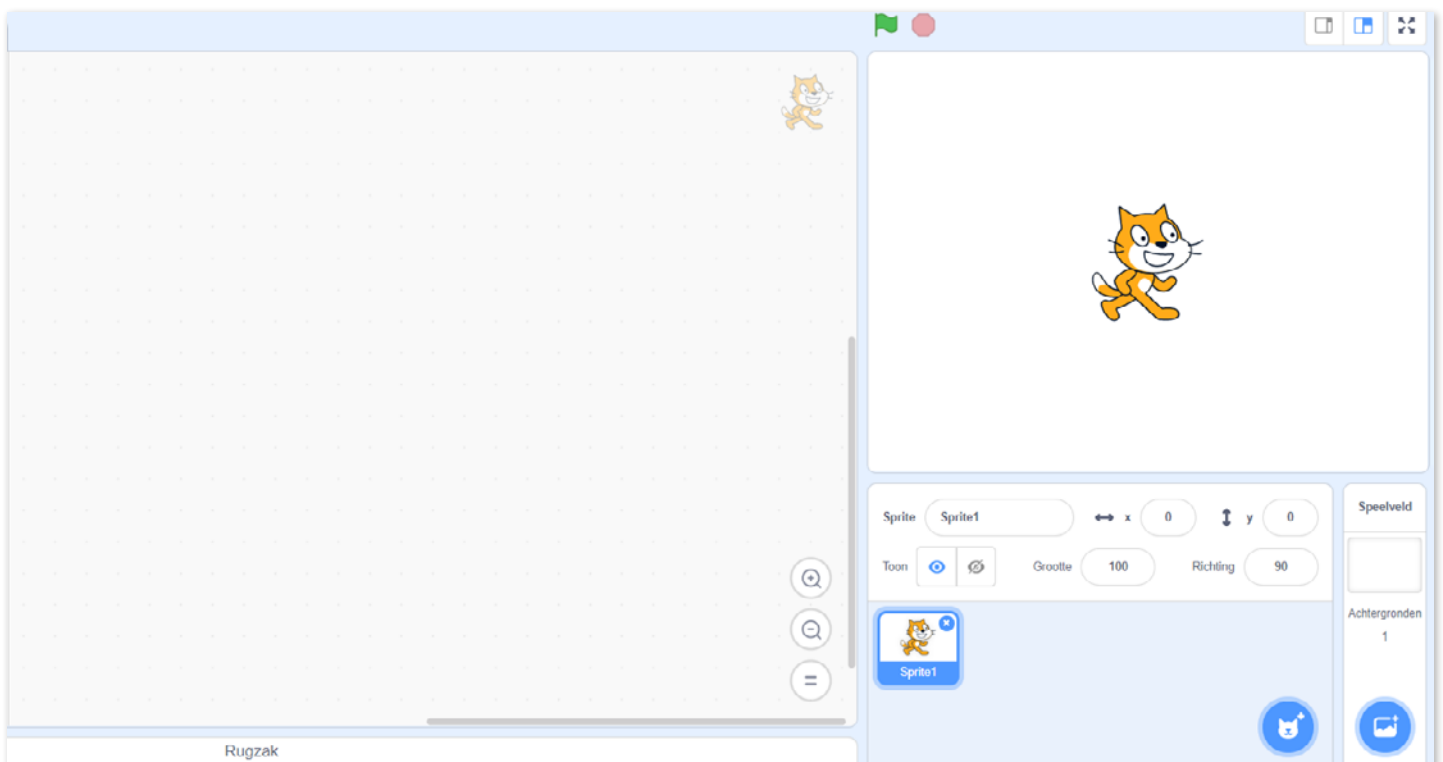 Sprite Sprite1 x 0 y 0
Toon Grootte 100 Richting 90
Sprite1
Speelveld
Achtergronden
1
Rugzak